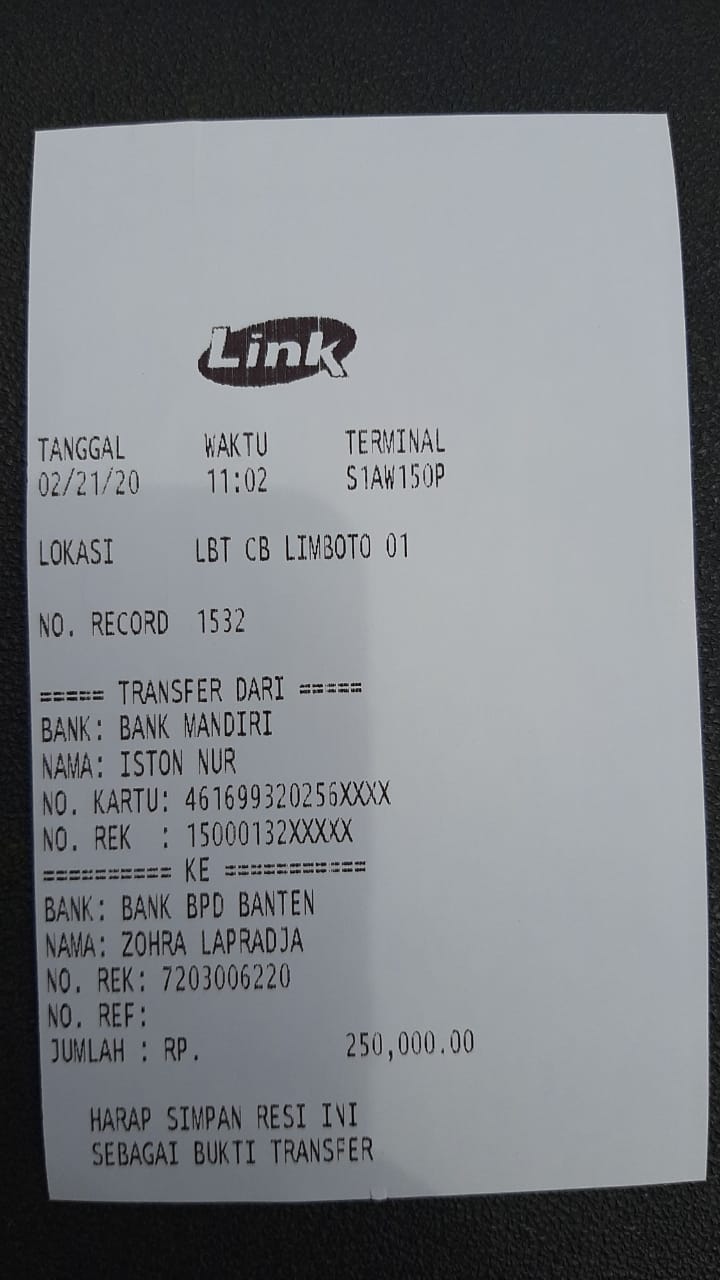 Link
TANGGAL WAKTU TERMINAL
02/21/20 11:02 S1AW150P
LOKASI LBT CB LIMBOTO 01
NO. RECORD 1532
===== TRANSFER DARI =====
BANK: BANK MANDIRI
NAMA: ISTON NUR
NO. KARTU: 461699320256XXXX
NO. REK : 15000132XXXXX
========== KE ===========
BANK: BANK BPD BANTEN
NAMA: ZOHRA LAPRADJA
NO. REK: 7203006220
NO. REF:
JUMLAH : RP. 250,000.00
HARAP SIMPAN RESI INI
SEBAGAI BUKTI TRANSFER